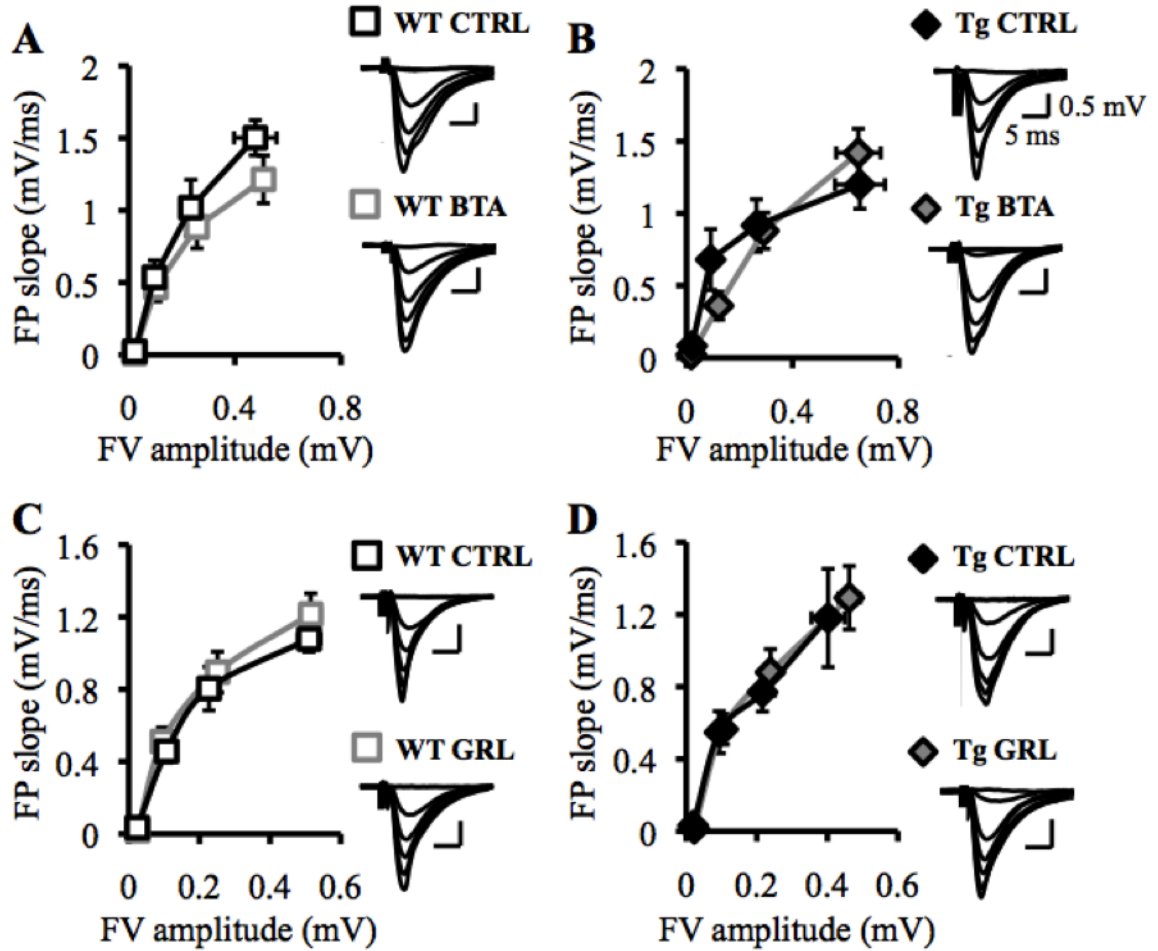 A
WT CTRL
2
1.5
1
0.5
0
FP slope (mV/ms)
0
0.4
0.8
FV amplitude (mV)
WT BTA
B
Tg CTRL
0.5 mV
5 ms
2
1.5
1
0.5
0
FP slope (mV/ms)
0
0.4
0.8
FV amplitude (mV)
Tg BTA
C
WT CTRL
1.6
1.2
0.8
0.4
0
FP slope (mV/ms)
0
0.2
0.4
0.6
FV amplitude (mV)
WT GRL
D
Tg CTRL
1.6
1.2
0.8
0.4
0
FP slope (mV/ms)
0
0.2
0.4
0.6
FV amplitude (mV)
Tg GRL